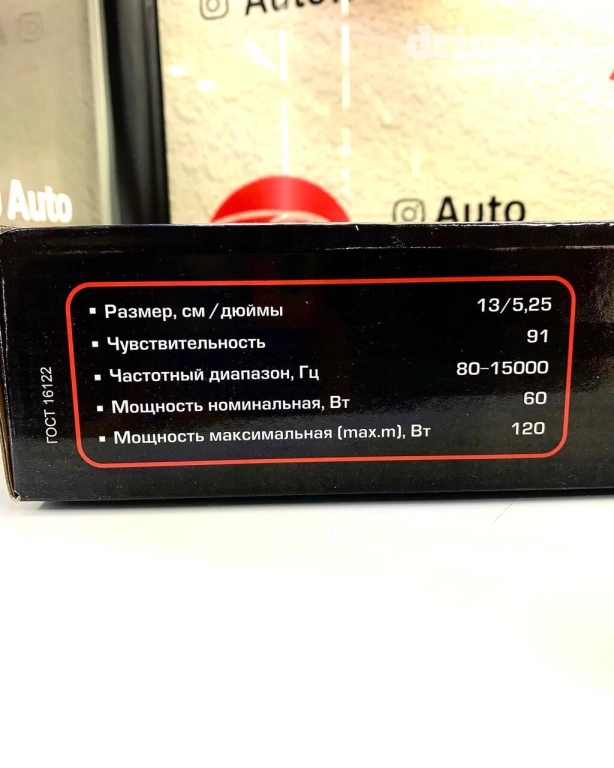 Auto
Auto
Размер, см / дюймы 13/5,25
Чувствительность 91
Частотный диапазон, Гц 80-15000
Мощность номинальная, Вт 60
Мощность максимальная (max.m), Вт 120
ГОСТ 16122